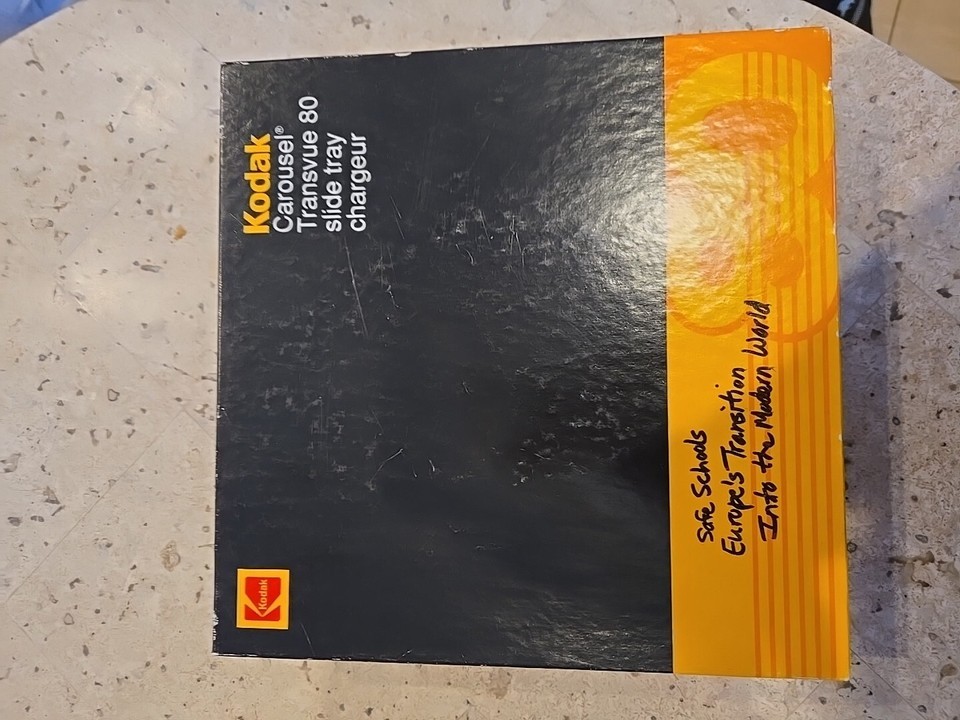 Kodak
Carousel®
Transvue 80
slide tray
chargeur
Kodak
Safe Schools
Europe's Transition
Into the Modern World